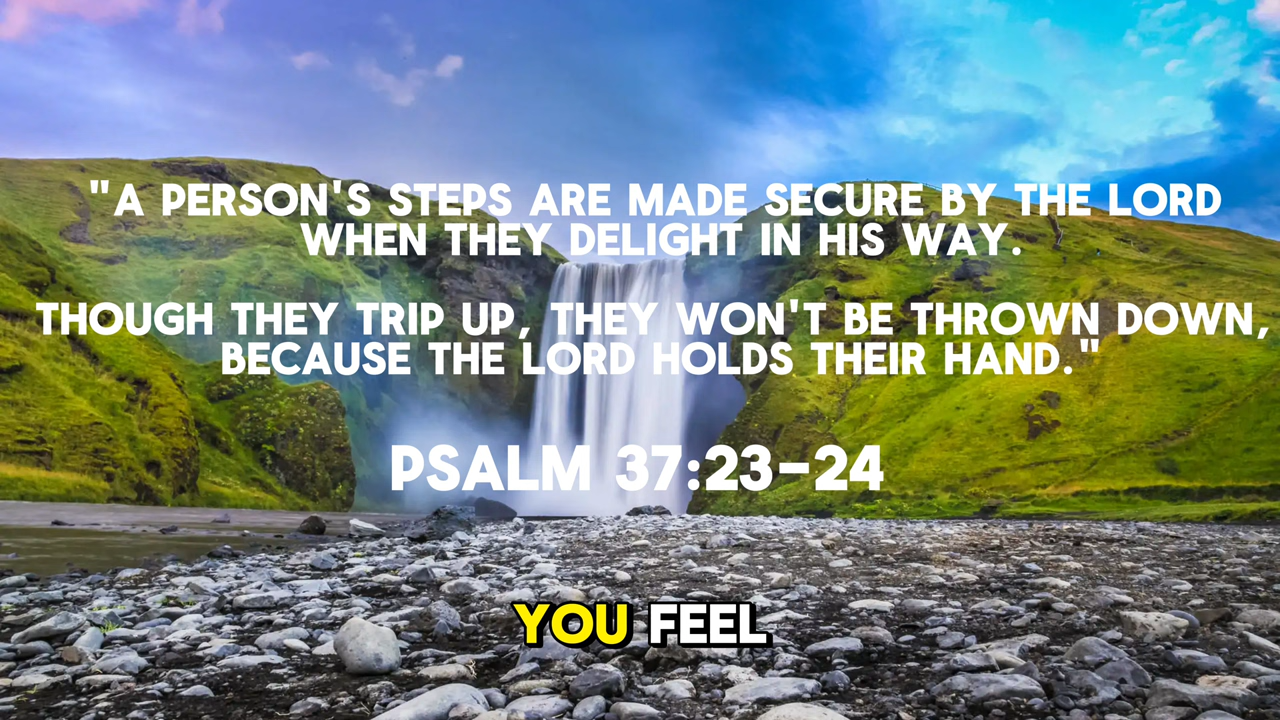 "A PERSON'S STEPS ARE MADE SECURE BY THE LORD
WHEN THEY DELIGHT IN HIS WAY.
THOUGH THEY TRIP UP, THEY WON'T BE THROWN DOWN,
BECAUSE THE LORD HOLDS THEIR HAND."
PSALM 37:23-24
YOU FEEL